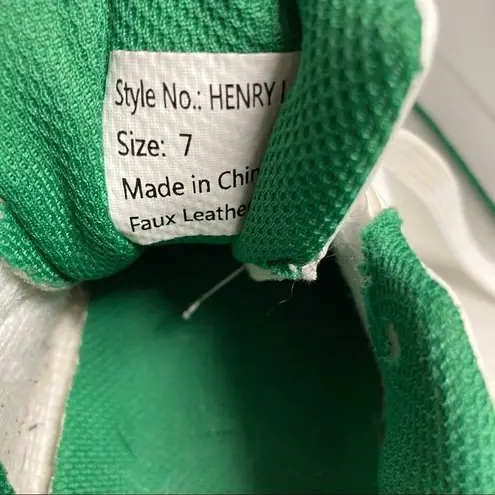 Style No.: HENRY
Size: 7
Made in Chin
Faux Leather